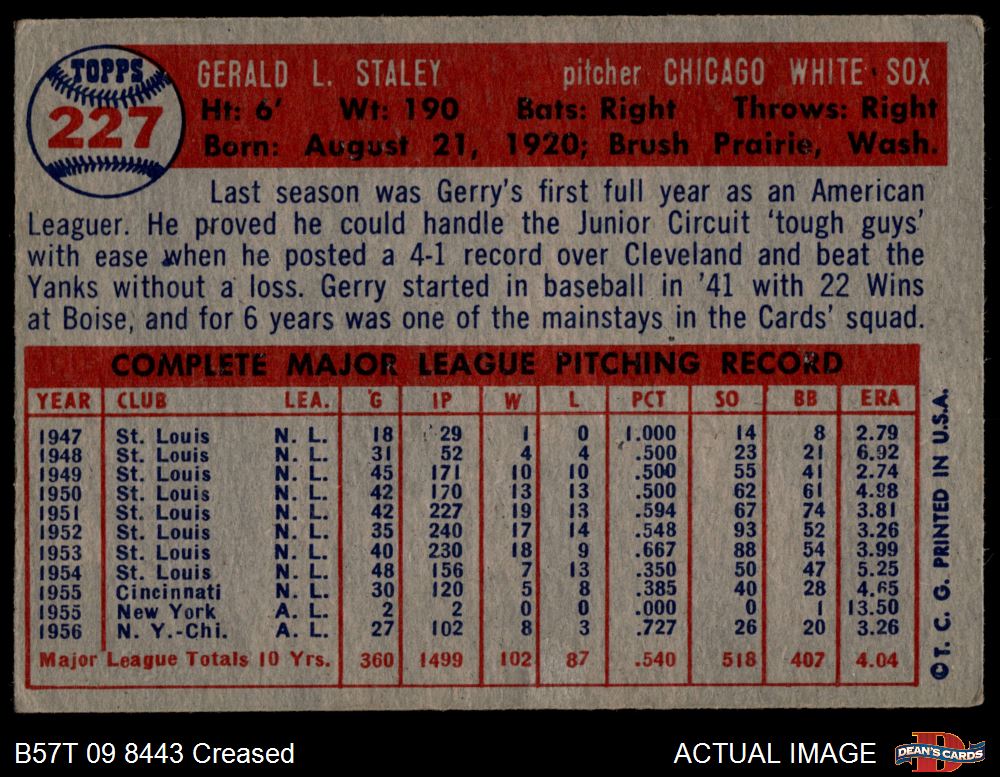 TOPPS
227
GERALD L. STALEY pitcher CHICAGO WHITE SOX
Ht: 6' Wt: 190 Bats: Right Throws: Right
Born: August 21, 1920; Brush Prairie, Wash.
Last season was Gerry's first full year as an American
Leaguer. He proved he could handle the Junior Circuit 'tough guys'
with ease when he posted a 4-1 record over Cleveland and beat the
Yanks without a loss. Gerry started in baseball in '41 with 22 Wins
at Boise, and for 6 years was one of the mainstays in the Cards' squad.
COMPLETE MAJOR LEAGUE PITCHING RECORD
YEAR CLUB LEA. G IP W L PCT SO BB ERA
1947 St. Louis N. L. 18 29 1 0 1.000 14 8 2.79
1948 St. Louis N. L. 31 52 4 4 .500 23 21 6.92
1949 St. Louis N. L. 45 171 10 10 .500 55 41 2.74
1950 St. Louis N. L. 42 170 13 13 .500 62 61 4.98
1951 St. Louis N. L. 42 227 19 13 .594 67 74 3.81
1952 St. Louis N. L. 35 240 17 14 .548 93 52 3.26
1953 St. Louis N. L. 40 230 18 9 .667 88 54 3.99
1954 St. Louis N. L. 48 156 7 13 .350 50 47 5.25
1955 Cincinnati N. L. 30 120 5 8 .385 40 28 4.65
1955 New York A. L. 2 2 0 0 .000 0 1 13.50
1956 N. Y.-Chi. A. L. 27 102 8 3 .727 26 20 3.26
Major League Totals 10 Yrs. 360 1499 102 87 .540 518 407 4.04
© T. C. G. PRINTED IN U.S.A.
B57T 09 8443 Creased
ACTUAL IMAGE
DEAN'S CARDS